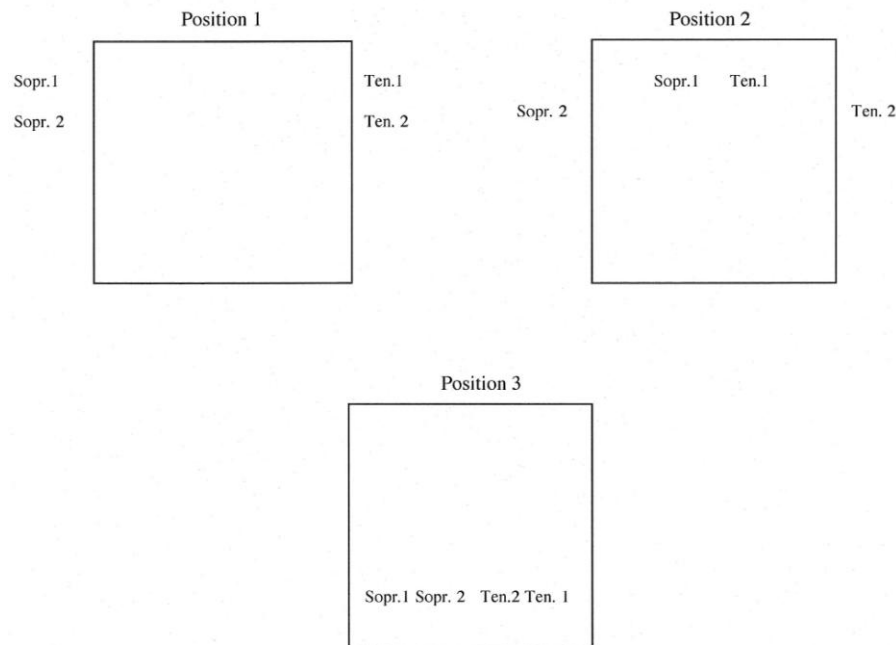 Position 1
Sopr.1
Sopr. 2
Ten.1
Ten. 2
Position 2
Sopr.1 Ten.1
Sopr. 2
Ten. 2
Position 3
Sopr.1 Sopr. 2 Ten.2 Ten. 1